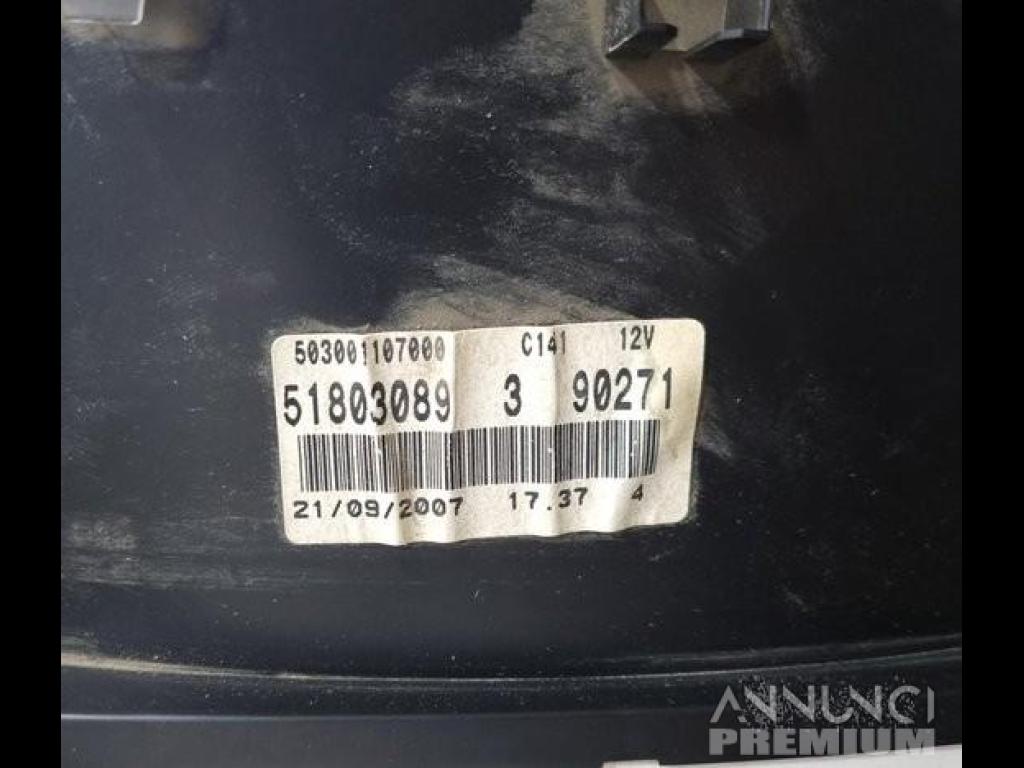 503001107000 C141 12V
51803089 3 90271
21/09/2007 17.37 4
ANNUNCI
PREMIUM